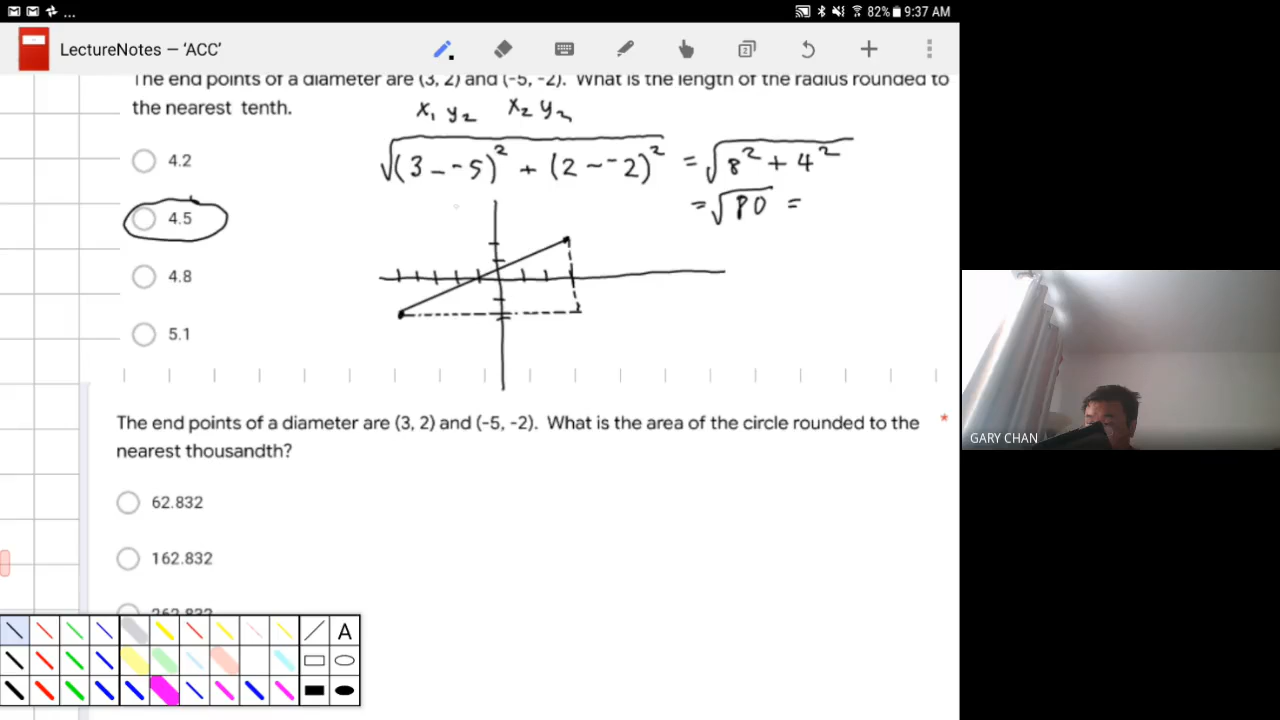 ... 82% 9:37 AM
LectureNotes — ‘ACC’
The end points of a diameter are (3, 2) and (-5, -2). What is the length of the radius rounded to
the nearest tenth.
x₁ y₂ x₂ y₂
4.2
√(3 - -5)² + (2 - -2)² = √8² + 4²
= √80 =
4.5
4.8
5.1
The end points of a diameter are (3, 2) and (-5, -2). What is the area of the circle rounded to the *
nearest thousandth?
GARY CHAN
62.832
162.832
262.832
A